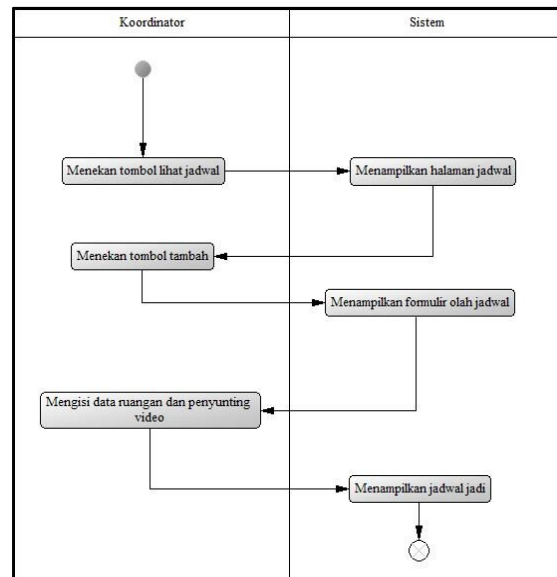 Koordinator
Sistem
Menekan tombol lihat jadwal
Menampilkan halaman jadwal
Menekan tombol tambah
Menampilkan formulir olah jadwal
Mengisi data ruangan dan penyunting
video
Menampilkan jadwal jadi